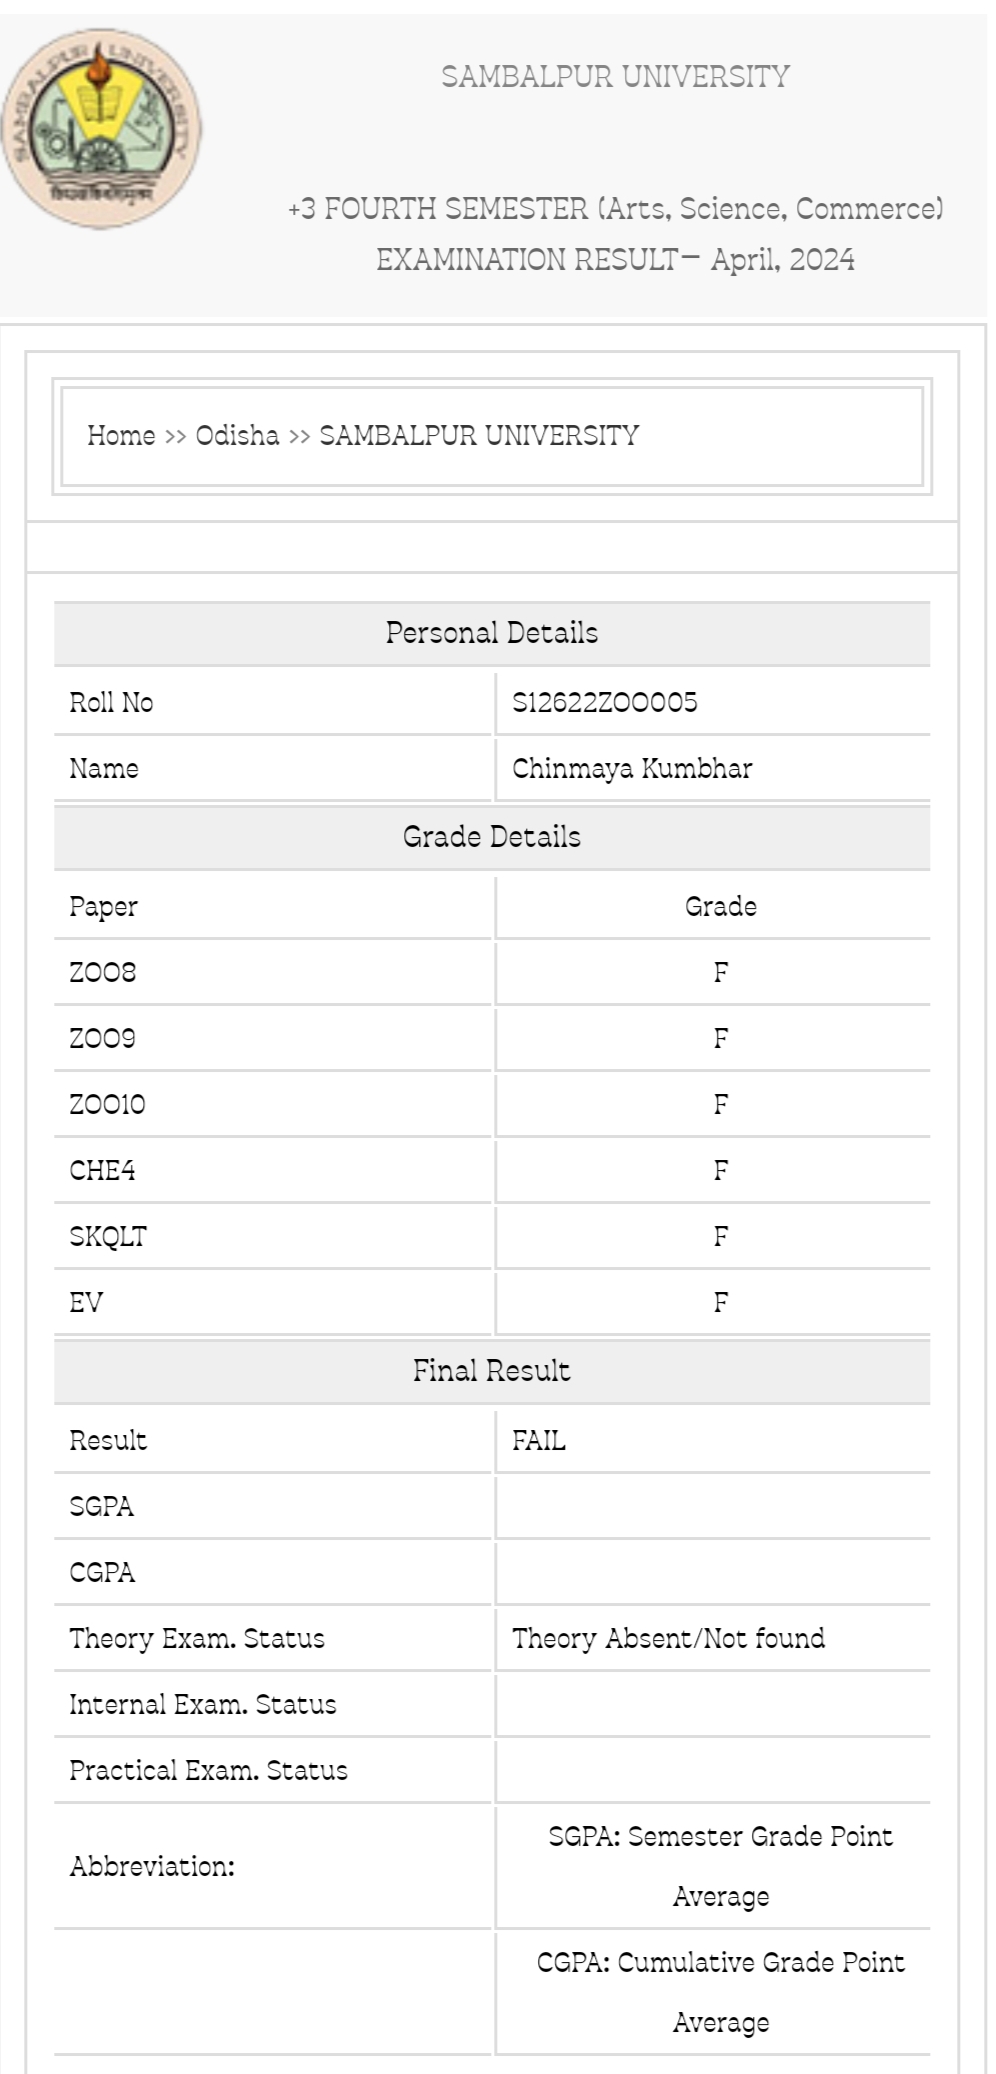 SAMBALPUR UNIVERSITY
SAMBALPUR UNIVERSITY
+3 FOURTH SEMESTER (Arts, Science, Commerce)
EXAMINATION RESULT– April, 2024
Home >> Odisha >> SAMBALPUR UNIVERSITY
Personal Details
Roll No S12622ZOO005
Name Chinmaya Kumbhar
Grade Details
Paper Grade
ZOO8 F
ZOO9 F
ZOO10 F
CHE4 F
SKQLT F
EV F
Final Result
Result FAIL
SGPA
CGPA
Theory Exam. Status Theory Absent/Not found
Internal Exam. Status
Practical Exam. Status
Abbreviation: SGPA: Semester Grade Point
Average
CGPA: Cumulative Grade Point
Average